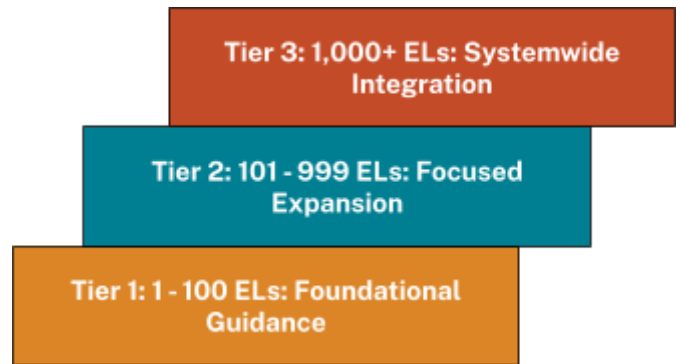 Tier 3: 1,000+ ELs: Systemwide
Integration
Tier 2: 101 - 999 ELs: Focused
Expansion
Tier 1: 1 - 100 ELs: Foundational
Guidance